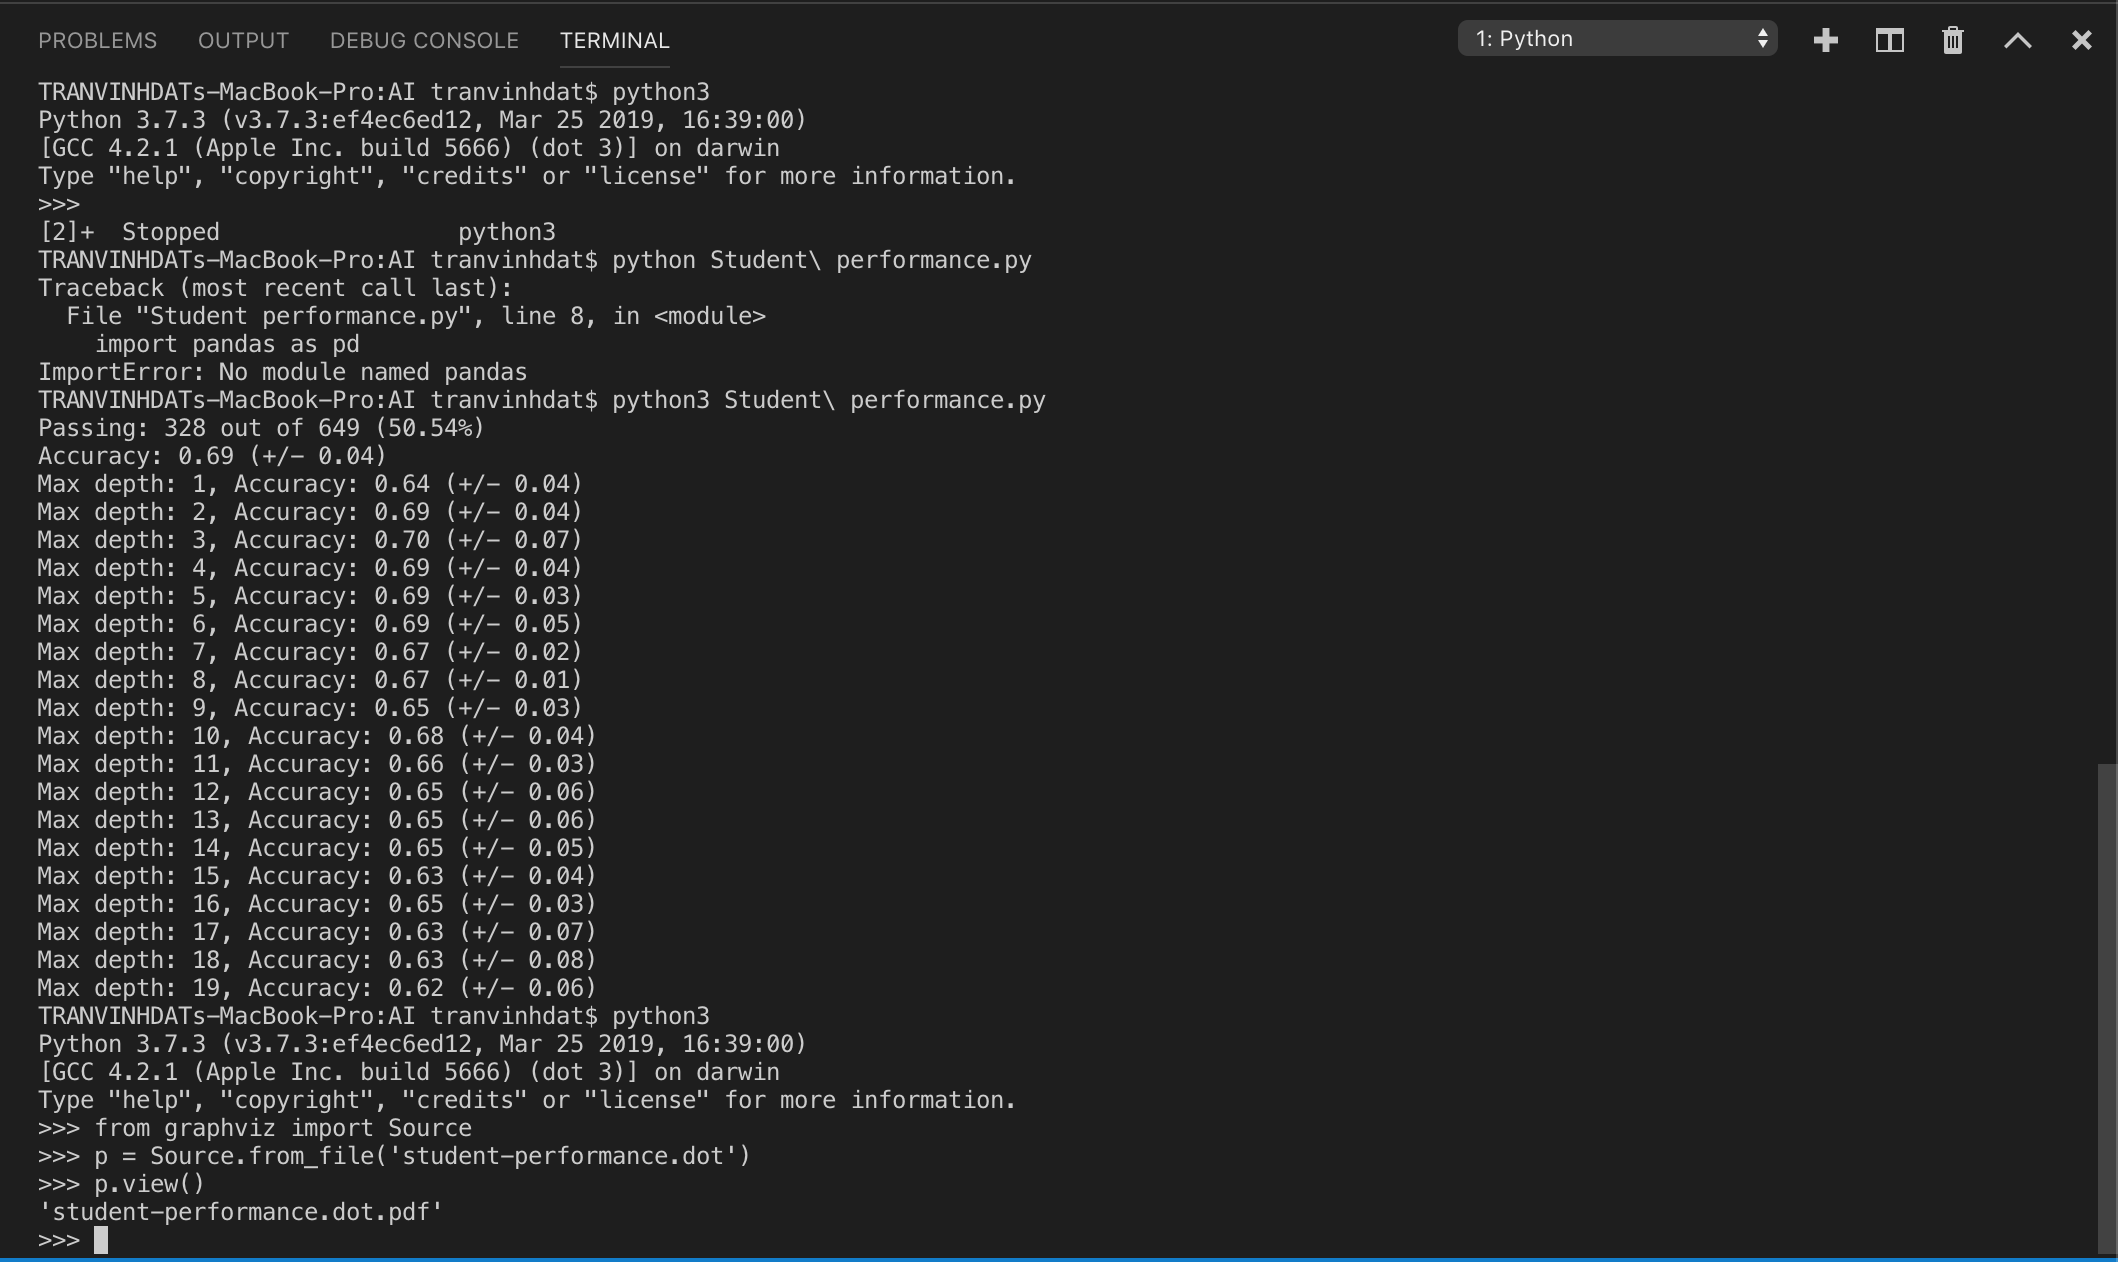 PROBLEMS OUTPUT DEBUG CONSOLE TERMINAL 1: Python
TRANVINHDATs-MacBook-Pro:AI tranvinhdat$ python3
Python 3.7.3 (v3.7.3:ef4ec6ed12, Mar 25 2019, 16:39:00)
[GCC 4.2.1 (Apple Inc. build 5666) (dot 3)] on darwin
Type "help", "copyright", "credits" or "license" for more information.
>>>
[2]+  Stopped                 python3
TRANVINHDATs-MacBook-Pro:AI tranvinhdat$ python Student\ performance.py
Traceback (most recent call last):
  File "Student performance.py", line 8, in <module>
    import pandas as pd
ImportError: No module named pandas
TRANVINHDATs-MacBook-Pro:AI tranvinhdat$ python3 Student\ performance.py
Passing: 328 out of 649 (50.54%)
Accuracy: 0.69 (+/- 0.04)
Max depth: 1, Accuracy: 0.64 (+/- 0.04)
Max depth: 2, Accuracy: 0.69 (+/- 0.04)
Max depth: 3, Accuracy: 0.70 (+/- 0.07)
Max depth: 4, Accuracy: 0.69 (+/- 0.04)
Max depth: 5, Accuracy: 0.69 (+/- 0.03)
Max depth: 6, Accuracy: 0.69 (+/- 0.05)
Max depth: 7, Accuracy: 0.67 (+/- 0.02)
Max depth: 8, Accuracy: 0.67 (+/- 0.01)
Max depth: 9, Accuracy: 0.65 (+/- 0.03)
Max depth: 10, Accuracy: 0.68 (+/- 0.04)
Max depth: 11, Accuracy: 0.66 (+/- 0.03)
Max depth: 12, Accuracy: 0.65 (+/- 0.06)
Max depth: 13, Accuracy: 0.65 (+/- 0.06)
Max depth: 14, Accuracy: 0.65 (+/- 0.05)
Max depth: 15, Accuracy: 0.63 (+/- 0.04)
Max depth: 16, Accuracy: 0.65 (+/- 0.03)
Max depth: 17, Accuracy: 0.63 (+/- 0.07)
Max depth: 18, Accuracy: 0.63 (+/- 0.08)
Max depth: 19, Accuracy: 0.62 (+/- 0.06)
TRANVINHDATs-MacBook-Pro:AI tranvinhdat$ python3
Python 3.7.3 (v3.7.3:ef4ec6ed12, Mar 25 2019, 16:39:00)
[GCC 4.2.1 (Apple Inc. build 5666) (dot 3)] on darwin
Type "help", "copyright", "credits" or "license" for more information.
>>> from graphviz import Source
>>> p = Source.from_file('student-performance.dot')
>>> p.view()
'student-performance.dot.pdf'
>>>